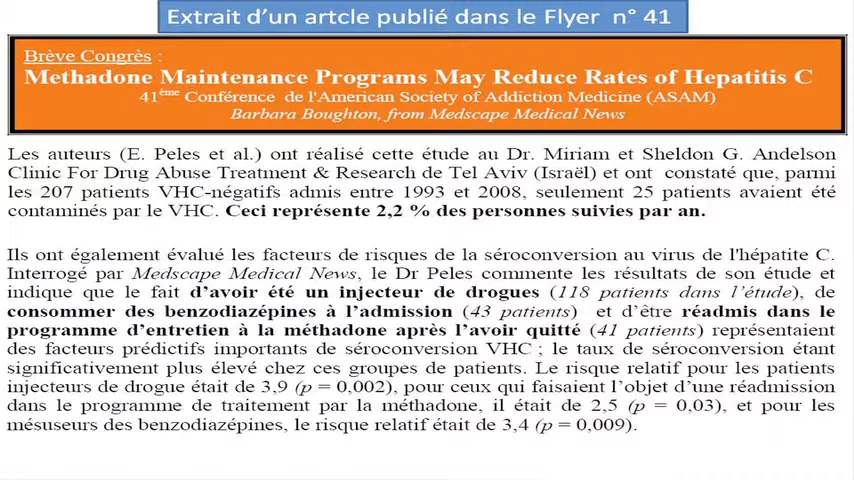 Extrait d'un artcle publié dans le Flyer n° 41
Brève Congrès :
Methadone Maintenance Programs May Reduce Rates of Hepatitis C
41ème Conférence de l'American Society of Addiction Medicine (ASAM)
Barbara Boughton, from Medscape Medical News
Les auteurs (E. Peles et al.) ont réalisé cette étude au Dr. Miriam et Sheldon G. Andelson
Clinic For Drug Abuse Treatment & Research de Tel Aviv (Israël) et ont constaté que, parmi
les 207 patients VHC-négatifs admis entre 1993 et 2008, seulement 25 patients avaient été
contaminés par le VHC. Ceci représente 2,2 % des personnes suivies par an.
Ils ont également évalué les facteurs de risques de la séroconversion au virus de l'hépatite C.
Interrogé par Medscape Medical News, le Dr Peles commente les résultats de son étude et
indique que le fait d'avoir été un injecteur de drogues (118 patients dans l'étude), de
consommer des benzodiazépines à l'admission (43 patients) et d'être réadmis dans le
programme d'entretien à la méthadone après l'avoir quitté (41 patients) représentaient
des facteurs prédictifs importants de séroconversion VHC ; le taux de séroconversion étant
significativement plus élevé chez ces groupes de patients. Le risque relatif pour les patients
injecteurs de drogue était de 3,9 (p = 0,002), pour ceux qui faisaient l'objet d'une réadmission
dans le programme de traitement par la méthadone, il était de 2,5 (p = 0,03), et pour les
mésuseurs des benzodiazépines, le risque relatif était de 3,4 (p = 0,009).